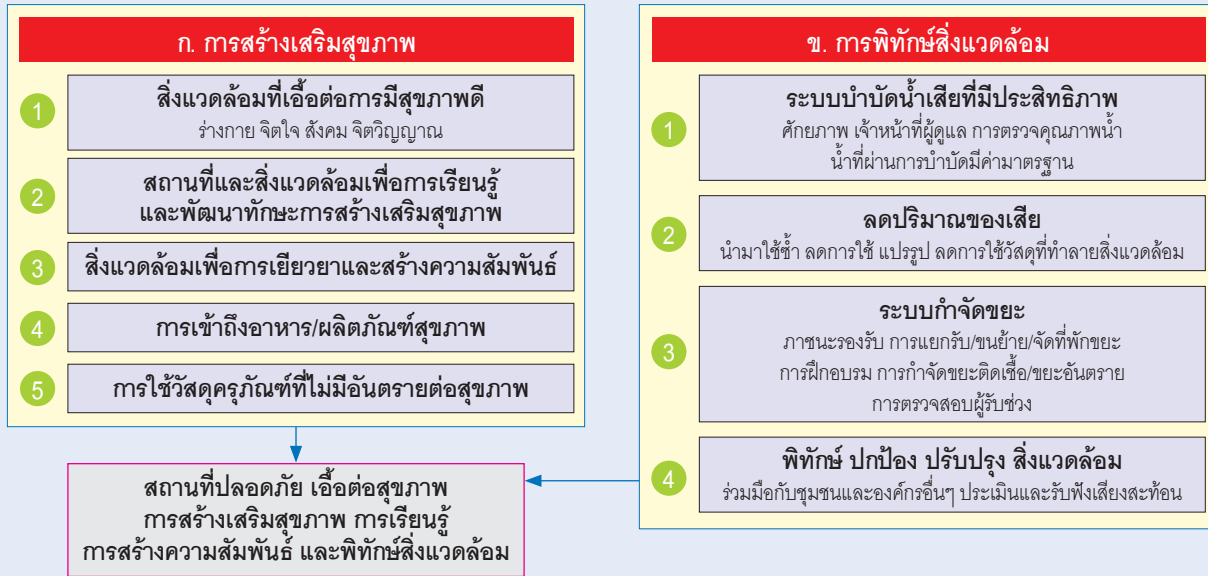 ก. การสร้างเสริมสุขภาพ
1
สิ่งแวดล้อมที่เอื้อต่อการมีสุขภาพดี
ร่างกาย จิตใจ สังคม จิตวิญญาณ
2
สถานที่และสิ่งแวดล้อมเพื่อการเรียนรู้
และพัฒนาทักษะการสร้างเสริมสุขภาพ
3
สิ่งแวดล้อมเพื่อการเยียวยาและสร้างความสัมพันธ์
4
การเข้าถึงอาหาร/ผลิตภัณฑ์สุขภาพ
5
การใช้วัสดุครุภัณฑ์ที่ไม่มีอันตรายต่อสุขภาพ
ข. การพิทักษ์สิ่งแวดล้อม
1
ระบบบำบัดน้ำเสียที่มีประสิทธิภาพ
ศักยภาพ เจ้าหน้าที่ผู้ดูแล การตรวจคุณภาพน้ำ
น้ำที่ผ่านการบำบัดมีค่ามาตรฐาน
2
ลดปริมาณของเสีย
นำมาใช้ซ้ำ ลดการใช้ แปรรูป ลดการใช้วัสดุที่ทำลายสิ่งแวดล้อม
3
ระบบกำจัดขยะ
ภาชนะรองรับ การแยกรับ/ขนย้าย/จัดที่พักขยะ
การฝึกอบรม การกำจัดขยะติดเชื้อ/ขยะอันตราย
การตรวจสอบผู้รับช่วง
4
พิทักษ์ ปกป้อง ปรับปรุง สิ่งแวดล้อม
ร่วมมือกับชุมชนและองค์กรอื่นๆ ประเมินและรับฟังเสียงสะท้อน
สถานที่ปลอดภัย เอื้อต่อสุขภาพ
การสร้างเสริมสุขภาพ การเรียนรู้
การสร้างความสัมพันธ์ และพิทักษ์สิ่งแวดล้อม